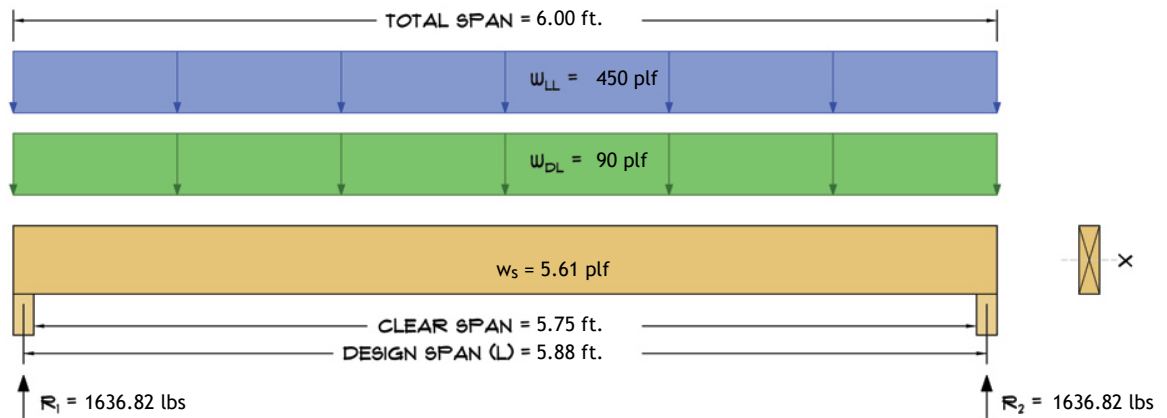 TOTAL SPAN = 6.00 ft.
WLL = 450 plf
WDL = 90 plf
ws = 5.61 plf
X
CLEAR SPAN = 5.75 ft.
DESIGN SPAN (L) = 5.88 ft.
R1 = 1636.82 lbs
R2 = 1636.82 lbs